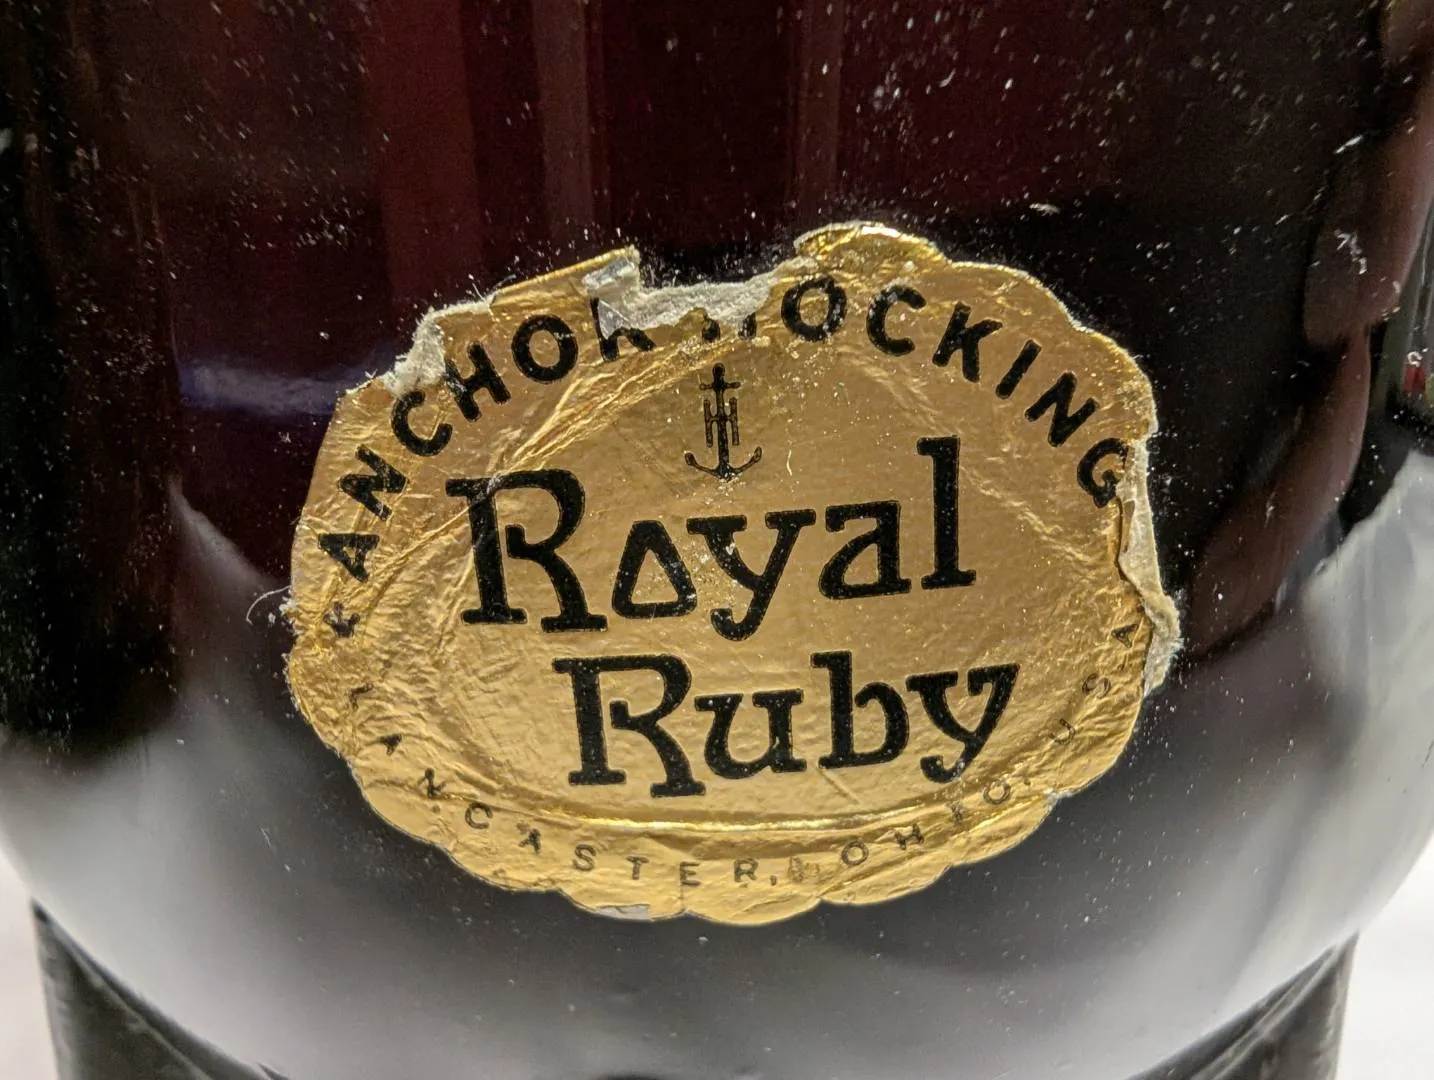 ANCHOR HOCKING
H
Royal
Ruby
LANCASTER, OHIO, U S A